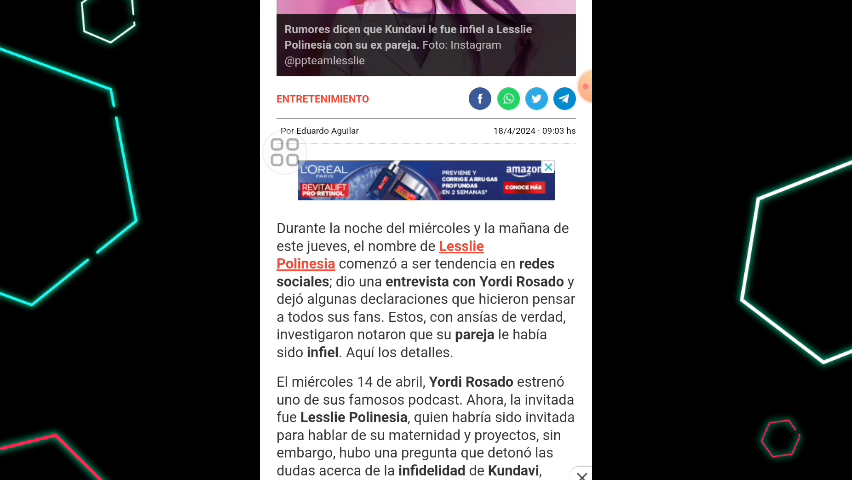 Rumores dicen que Kundavi le fue infiel a Lesslie
Polinesia con su ex pareja. Foto: Instagram
@ppteamlesslie
ENTRETENIMIENTO
Por Eduardo Aguilar
18/4/2024 · 09:03 hs
L'ORÉAL
PARIS
REVITALIFT
PRO-RETINOL
PREVIENE Y
CORRIGE ARRUGAS
PROFUNDAS
EN 2 SEMANAS*
amazon
CONOCE MÁS
Durante la noche del miércoles y la mañana de
este jueves, el nombre de Lesslie
Polinesia comenzó a ser tendencia en redes
sociales; dio una entrevista con Yordi Rosado y
dejó algunas declaraciones que hicieron pensar
a todos sus fans. Estos, con ansías de verdad,
investigaron notaron que su pareja le había
sido infiel. Aquí los detalles.
El miércoles 14 de abril, Yordi Rosado estrenó
uno de sus famosos podcast. Ahora, la invitada
fue Lesslie Polinesia, quien habría sido invitada
para hablar de su maternidad y proyectos, sin
embargo, hubo una pregunta que detonó las
dudas acerca de la infidelidad de Kundavi,